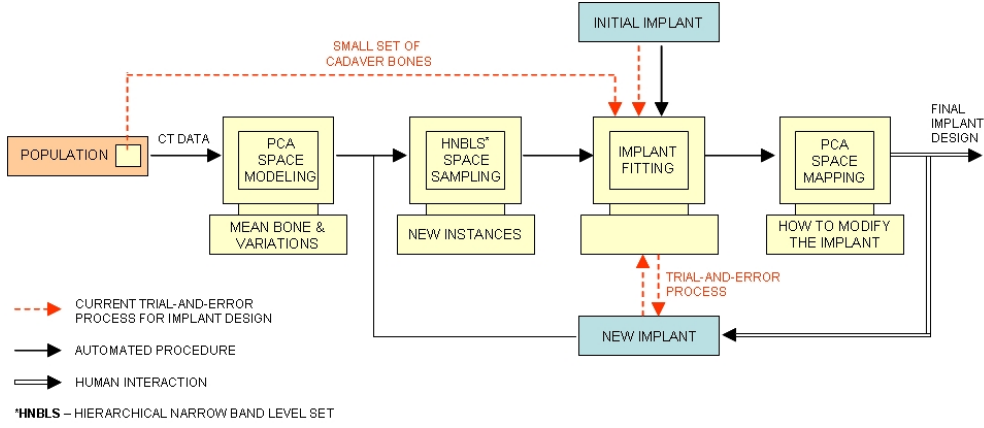 INITIAL IMPLANT
SMALL SET OF
CADAVER BONES
POPULATION
CT DATA
PCA
SPACE
MODELING
MEAN BONE &
VARIATIONS
HNBLS*
SPACE
SAMPLING
NEW INSTANCES
IMPLANT
FITTING
PCA
SPACE
MAPPING
HOW TO MODIFY
THE IMPLANT
FINAL
IMPLANT
DESIGN
TRIAL-AND-ERROR
PROCESS
NEW IMPLANT
CURRENT TRIAL-AND-ERROR
PROCESS FOR IMPLANT DESIGN
AUTOMATED PROCEDURE
HUMAN INTERACTION
*HNBLS – HIERARCHICAL NARROW BAND LEVEL SET